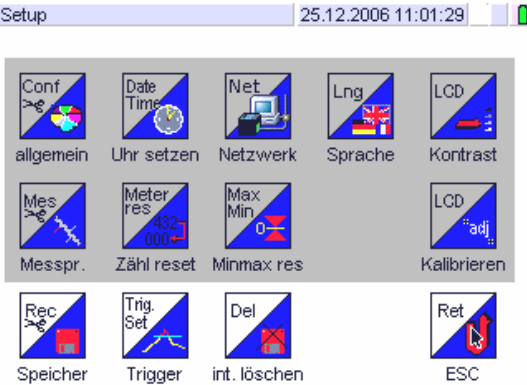 Setup 25.12.2006 11:01:29
Conf Date Time Net Lng LCD
allgemein Uhr setzen Netzwerk Sprache Kontrast
Mes Meter res 432 000 Max Min 0 LCD "adj"
Messpr. Zähl reset Minmax res Kalibrieren
Rec Trig. Set Del Ret
Speicher Trigger int. löschen ESC